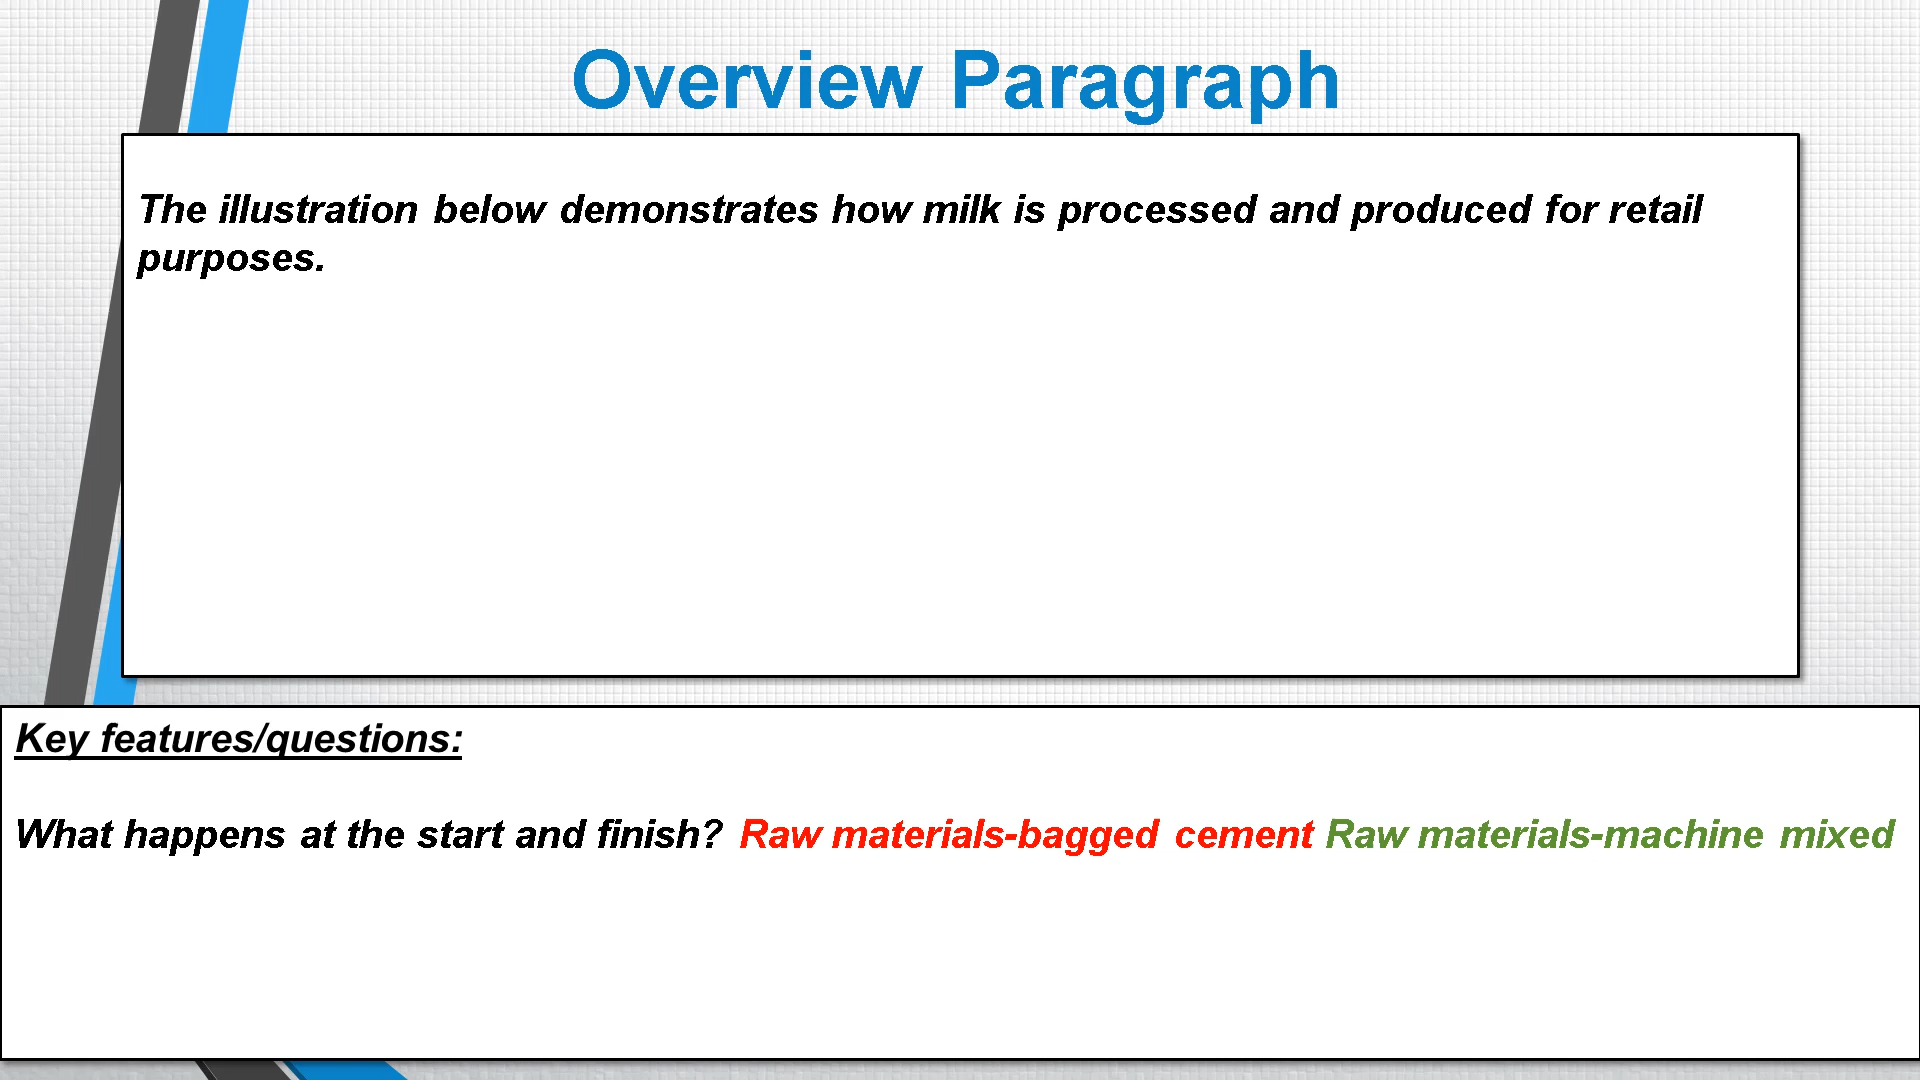 Overview Paragraph
The illustration below demonstrates how milk is processed and produced for retail
purposes.
Key features/questions:
What happens at the start and finish? Raw materials-bagged cement Raw materials-machine mixed